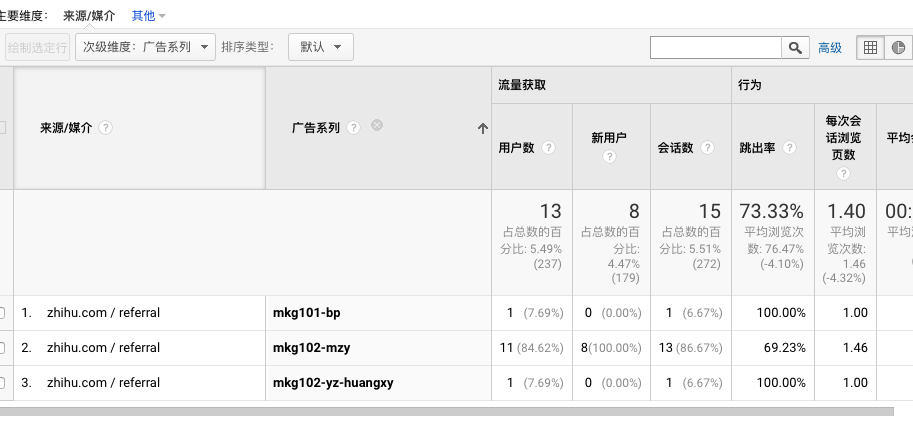 主要维度： 来源/媒介 其他
绘制选定行 次级维度：广告系列 排序类型： 默认 高级
流量获取 行为
来源/媒介 ? 广告系列 ? 用户数 ? 新用户 ? 会话数 ? 跳出率 ? 每次会话浏览页数 ?
13 8 15 73.33% 1.40
占总数的百分比: 5.49% (237) 占总数的百分比: 4.47% (179) 占总数的百分比: 5.51% (272) 平均浏览次数: 76.47% (-4.10%) 平均浏览次数: 1.46 (-4.32%)
1. zhihu.com / referral mkg101-bp 1 (7.69%) 0 (0.00%) 1 (6.67%) 100.00% 1.00
2. zhihu.com / referral mkg102-mzy 11 (84.62%) 8(100.00%) 13 (86.67%) 69.23% 1.46
3. zhihu.com / referral mkg102-yz-huangxy 1 (7.69%) 0 (0.00%) 1 (6.67%) 100.00% 1.00